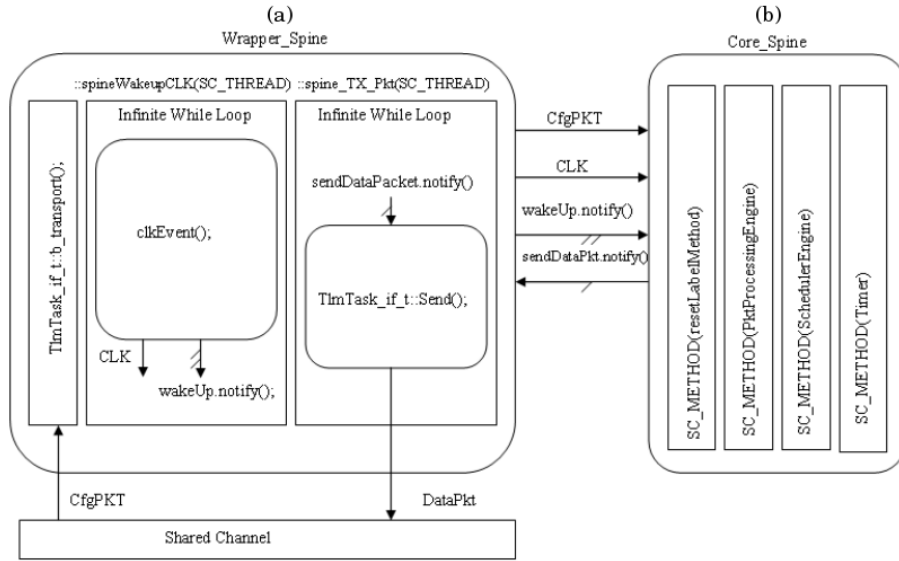 (a)
(b)
Wrapper_Spine
Core_Spine
::spineWakeupCLK(SC_THREAD)
::spine_TX_Pkt(SC_THREAD)
TlmTask_if_t::b_transport();
Infinite While Loop
clkEvent();
CLK
wakeUp.notify();
Infinite While Loop
sendDataPacket.notify()
TlmTask_if_t::Send();
CfgPKT
CLK
wakeUp.notify()
sendDataPkt.notify()
SC_METHOD(resetLabelMethod)
SC_METHOD(PktProcessingEngine)
SC_METHOD(SchedulerEngine)
SC_METHOD(Timer)
CfgPKT
DataPkt
Shared Channel